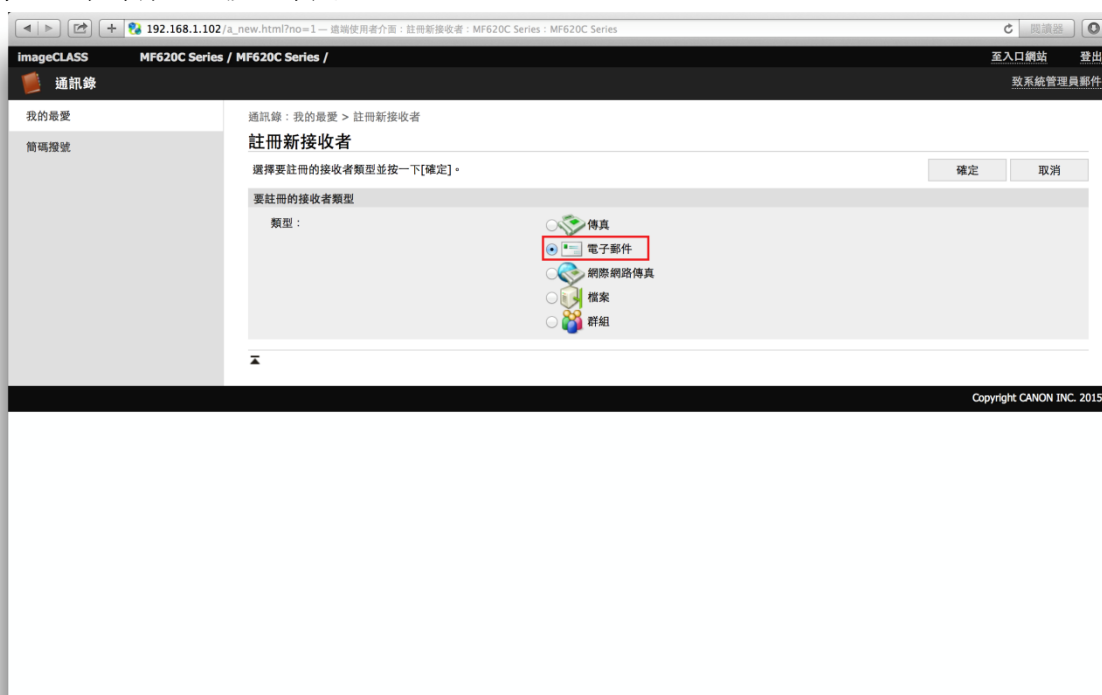 192.168.1.102/a_new.html?no=1 — 遠端使用者介面：註冊新接收者：MF620C Series：MF620C Series
閱讀器
imageCLASS MF620C Series / MF620C Series /
至入口網站 登出
通訊錄
致系統管理員郵件
我的最愛
簡碼撥號
通訊錄：我的最愛 > 註冊新接收者
註冊新接收者
選擇要註冊的接收者類型並按一下[確定]。
確定 取消
要註冊的接收者類型
類型：
傳真
電子郵件
網際網路傳真
檔案
群組
Copyright CANON INC. 2015